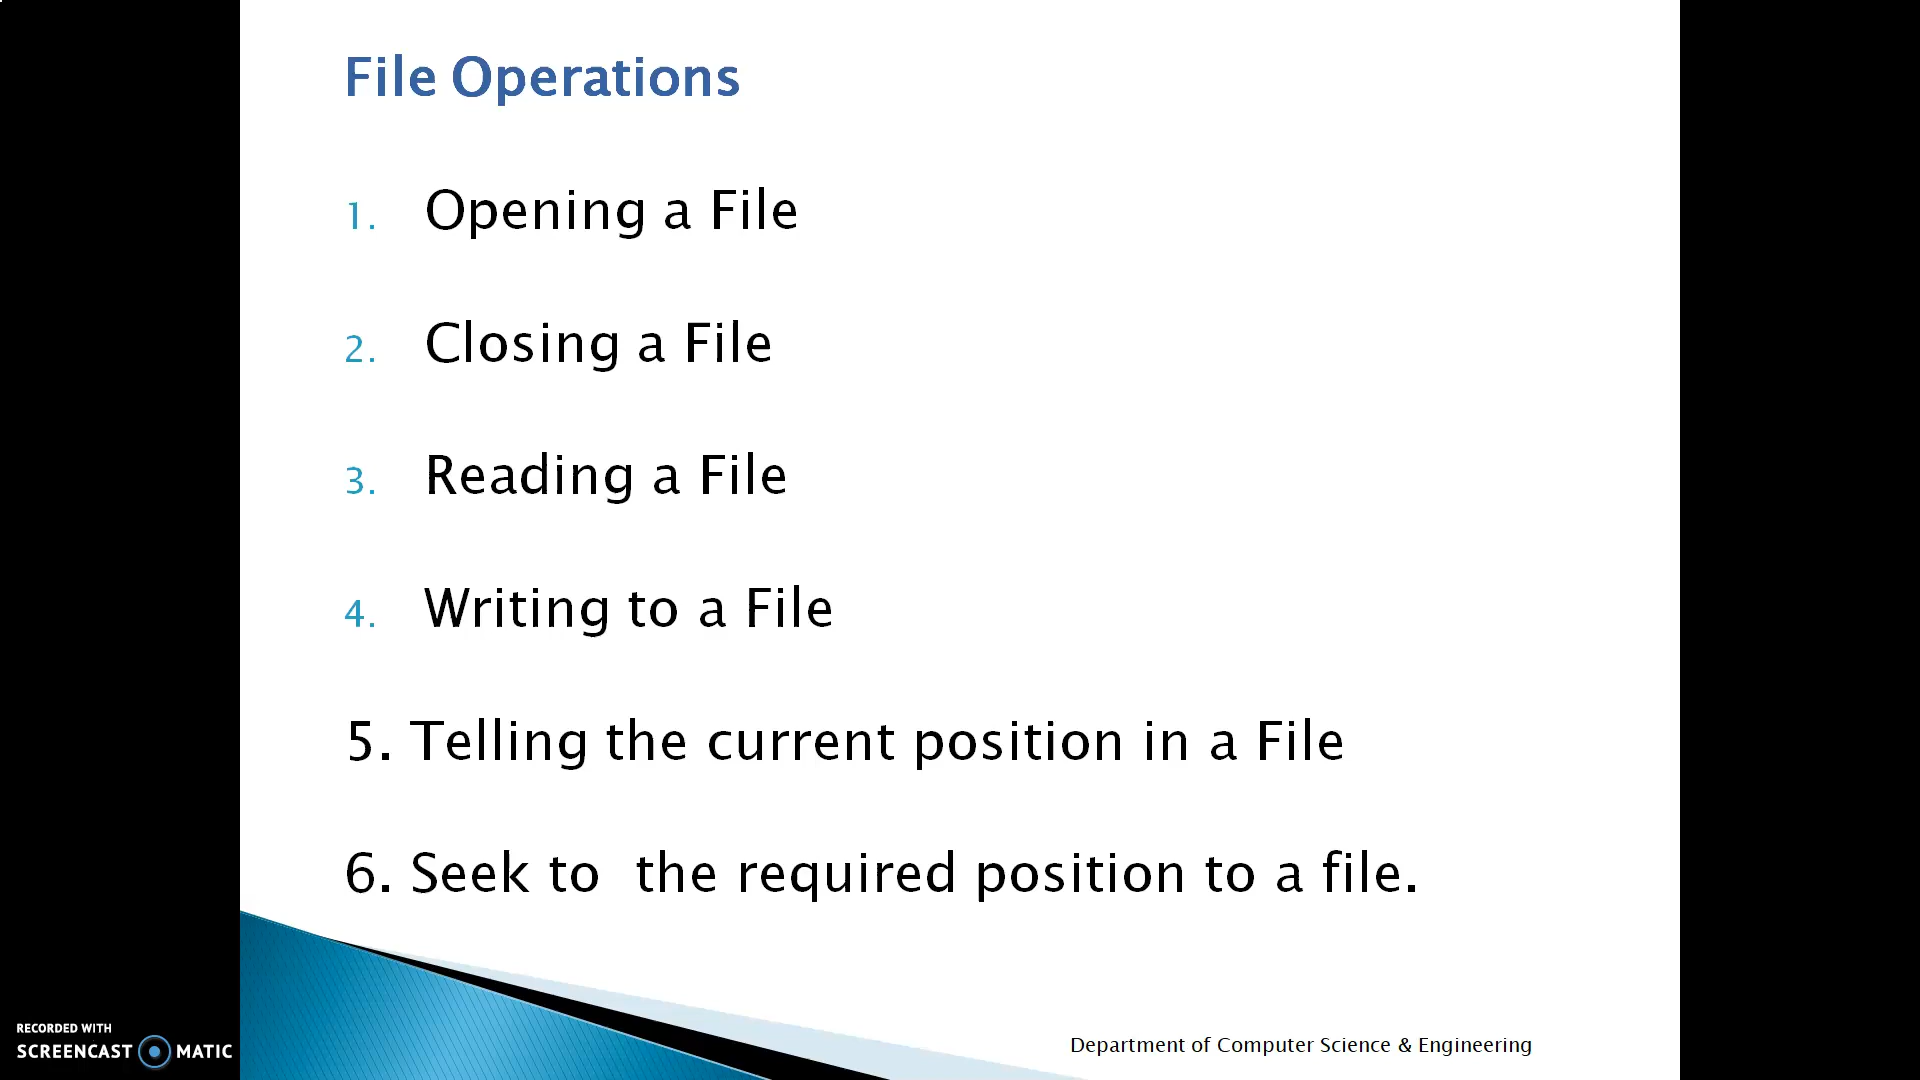 File Operations
1. Opening a File
2. Closing a File
3. Reading a File
4. Writing to a File
5. Telling the current position in a File
6. Seek to  the required position to a file.
Department of Computer Science & Engineering
RECORDED WITH
SCREENCAST MATIC